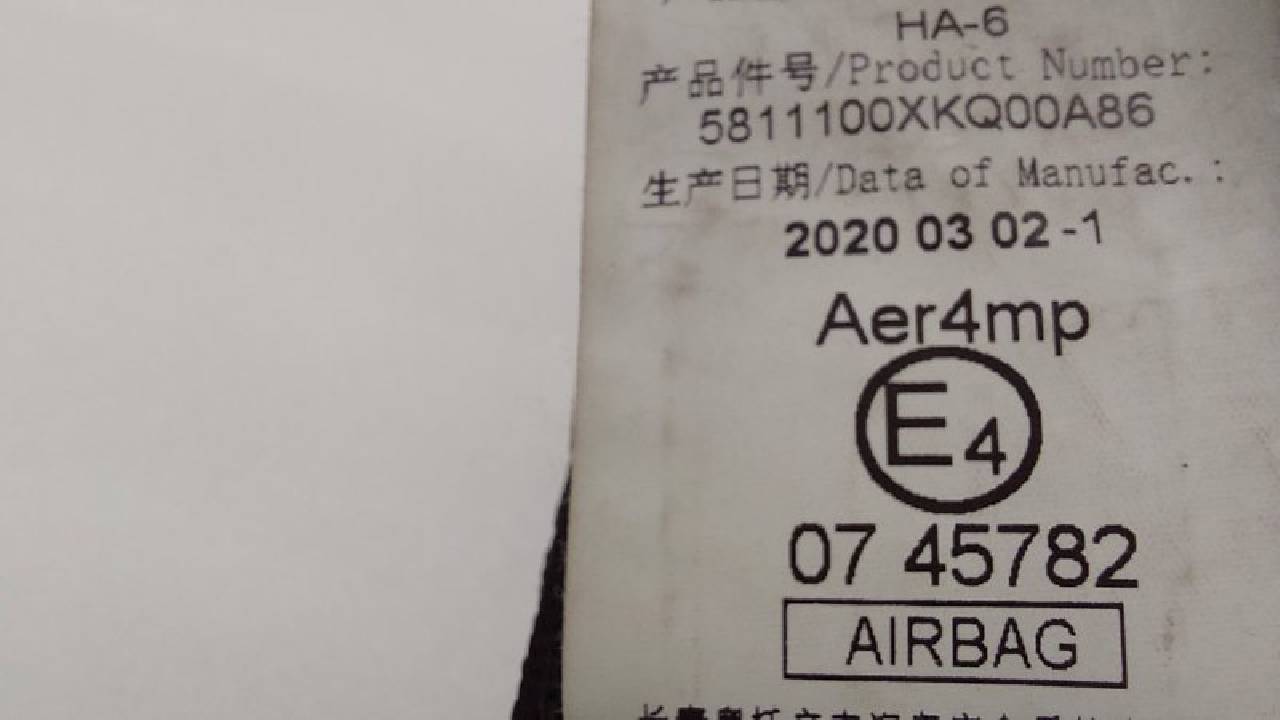 HA-6
产品件号/Product Number:
5811100XKQ00A86
生产日期/Data of Manufac.:
2020 03 02-1
Aer4mp
E4
07 45782
AIRBAG